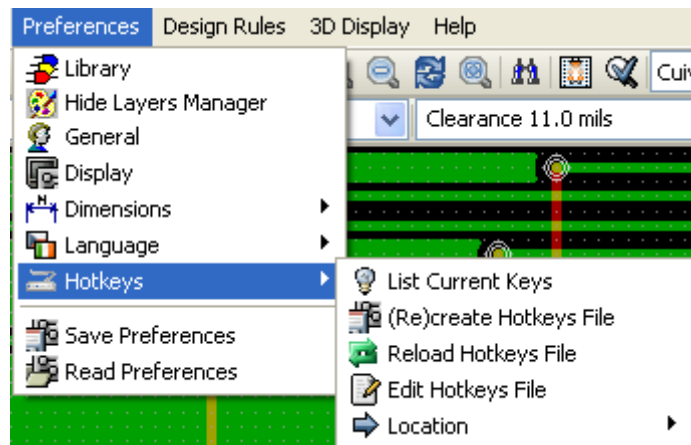 Preferences Design Rules 3D Display Help
Library
Hide Layers Manager
General
Display
Dimensions
Language
Hotkeys
Save Preferences
Read Preferences
Clearance 11.0 mils
List Current Keys
(Re)create Hotkeys File
Reload Hotkeys File
Edit Hotkeys File
Location